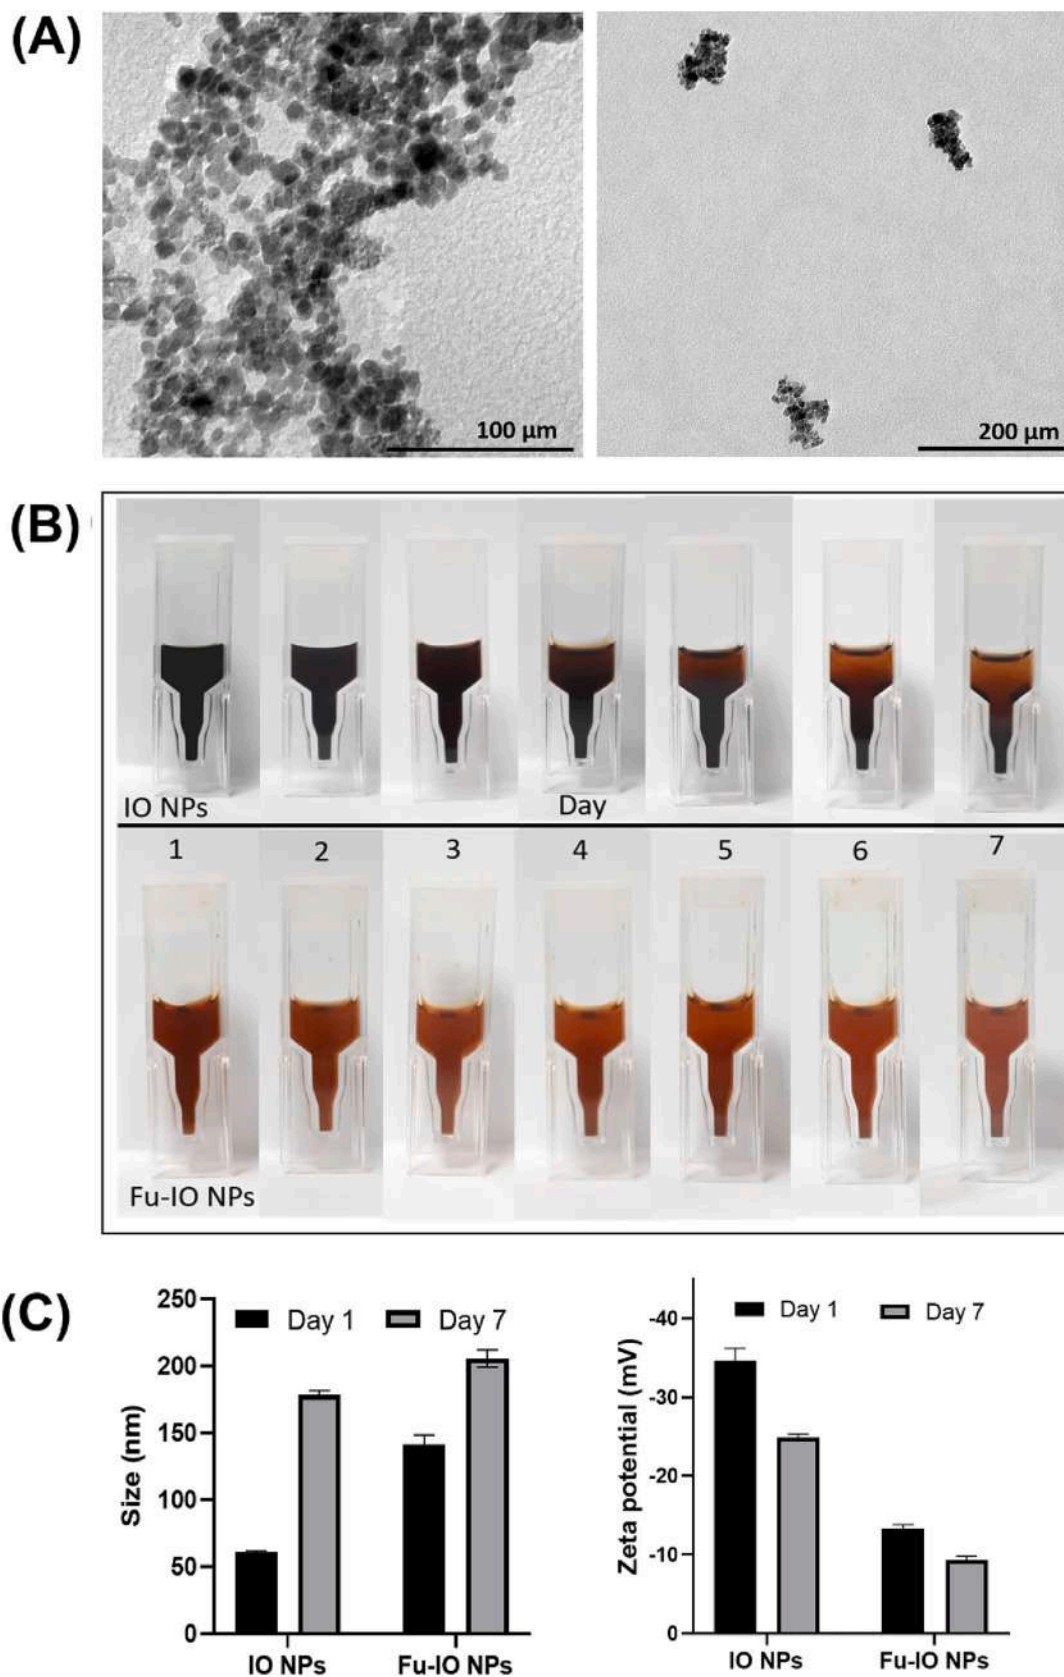 (A)
100 µm
200 µm
(B)
IO NPs
Day
1 2 3 4 5 6 7
Fu-IO NPs
(C)
250
200
150
100
50
0
Size (nm)
Day 1
Day 7
IO NPs
Fu-IO NPs
-40
-30
-20
-10
0
Zeta potential (mV)
Day 1
Day 7
IO NPs
Fu-IO NPs